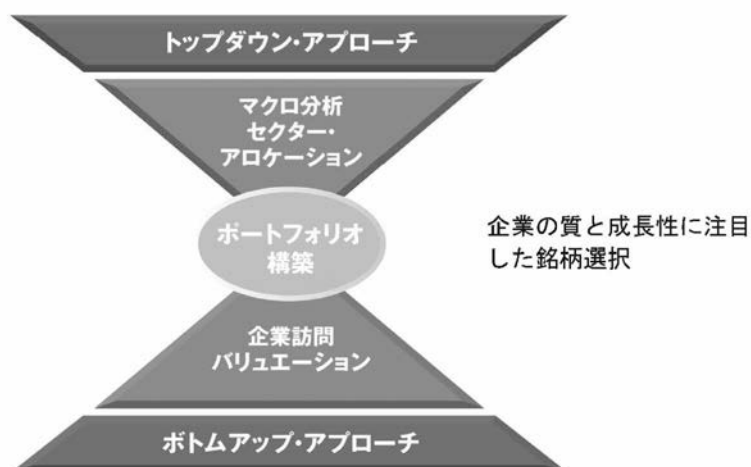 トップダウン・アプローチ
マクロ分析
セクター・
アロケーション
ポートフォリオ
構築
企業の質と成長性に注目
した銘柄選択
企業訪問
バリュエーション
ボトムアップ・アプローチ